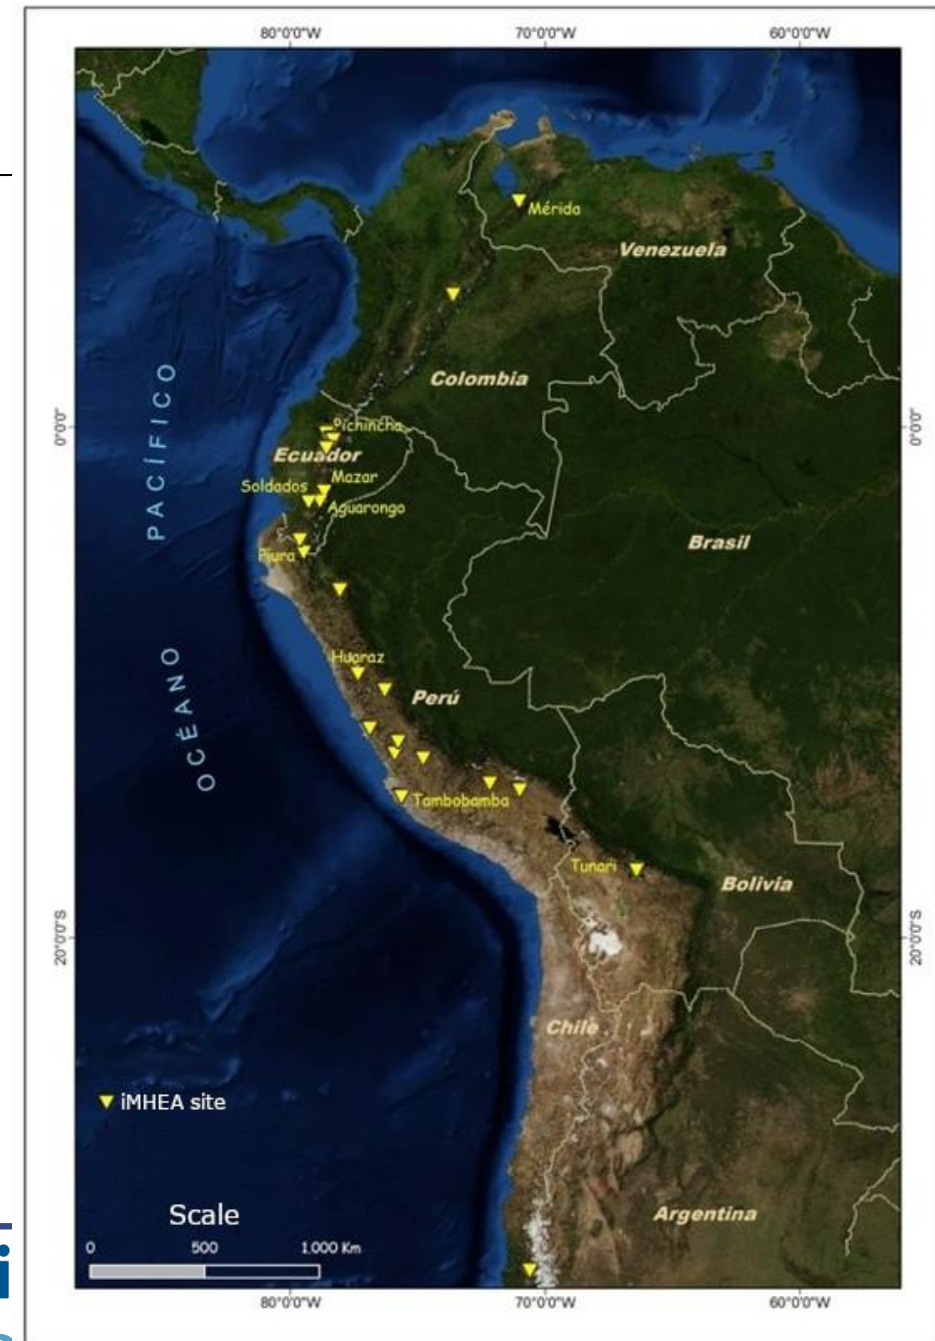 80°0'0"W 70°0'0"W 60°0'0"W
Mérida
Venezuela
Colombia
0°0'0" 0°0'0"
PACÍFICO
Pichincha
Ecuador
Mazar
Soldados
Aguarongo
Piura
Brasil
Huaraz
Perú
OCÉANO
Tambobamba
Tunari
Bolivia
20°0'0"S 20°0'0"S
Chile
iMHEA site
Scale
Argentina
0 500 1,000 Km
i
80°0'0"W 70°0'0"W 60°0'0"W